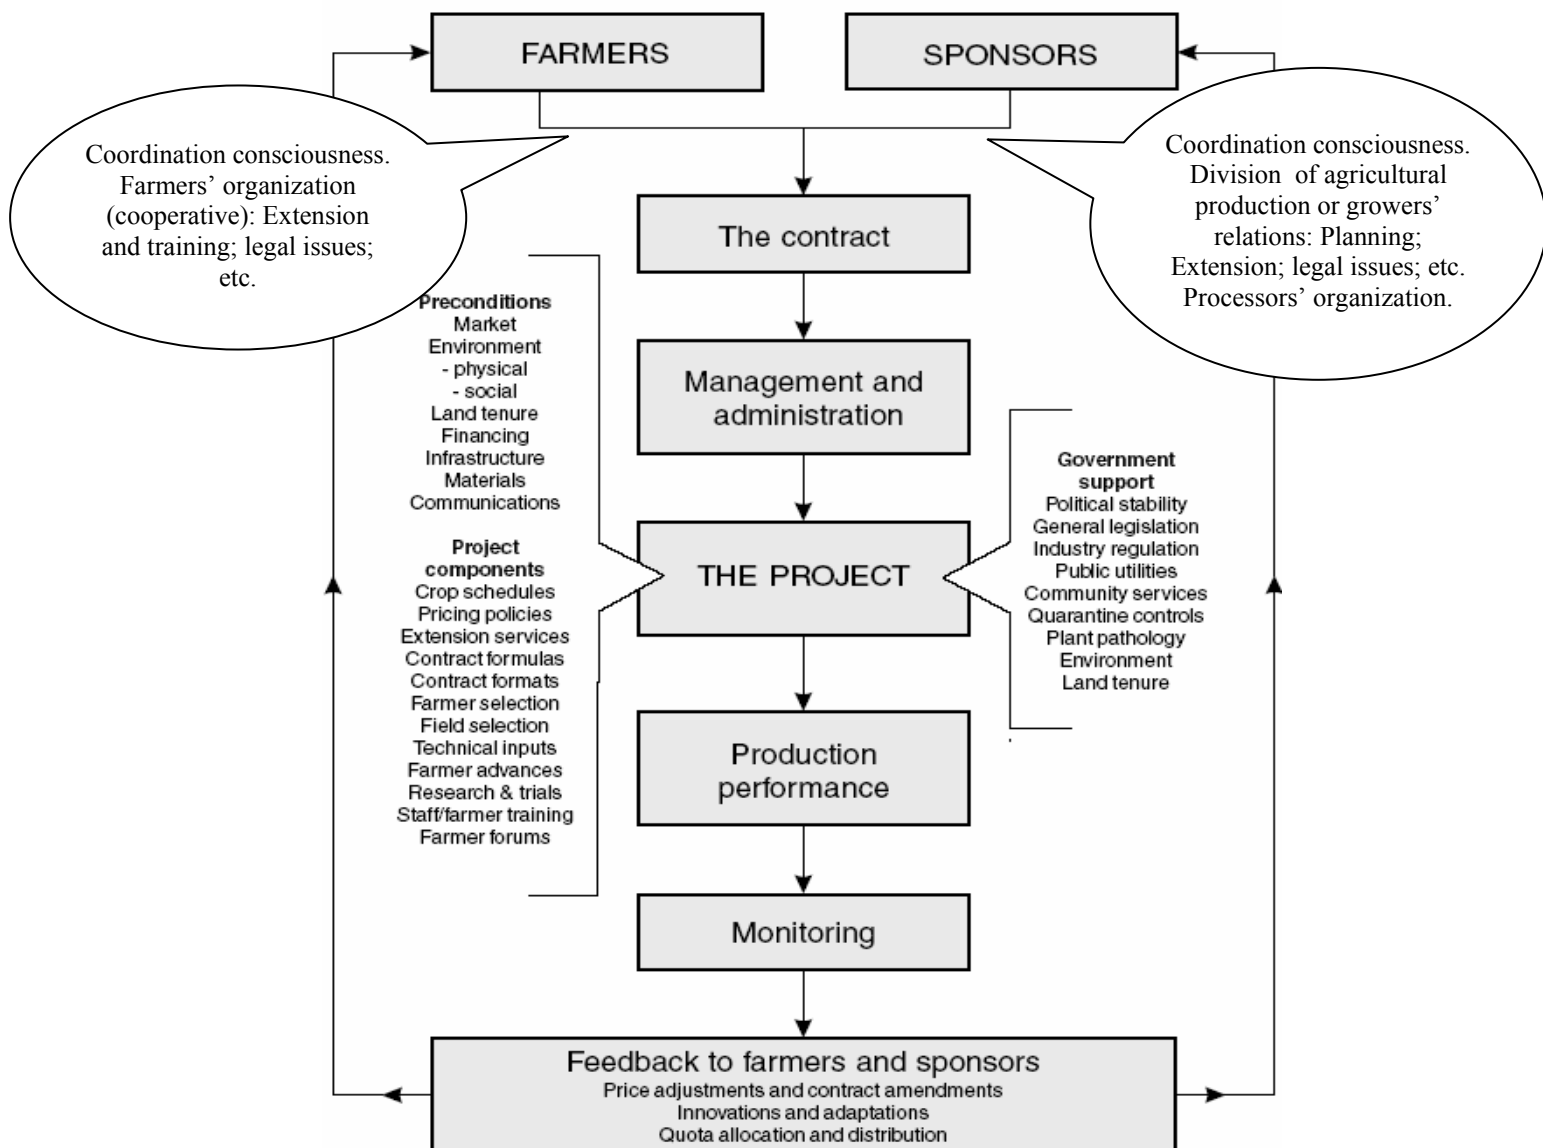 FARMERS
SPONSORS
Coordination consciousness.
Farmers’ organization
(cooperative): Extension
and training; legal issues;
etc.
Coordination consciousness.
Division of agricultural
production or growers’
relations: Planning;
Extension; legal issues; etc.
Processors’ organization.
The contract
Preconditions
Market
Environment
- physical
- social
Land tenure
Financing
Infrastructure
Materials
Communications
Project
components
Crop schedules
Pricing policies
Extension services
Contract formulas
Contract formats
Farmer selection
Field selection
Technical inputs
Farmer advances
Research & trials
Staff/farmer training
Farmer forums
Management and
administration
THE PROJECT
Government
support
Political stability
General legislation
Industry regulation
Public utilities
Community services
Quarantine controls
Plant pathology
Environment
Land tenure
Production
performance
Monitoring
Feedback to farmers and sponsors
Price adjustments and contract amendments
Innovations and adaptations
Quota allocation and distribution